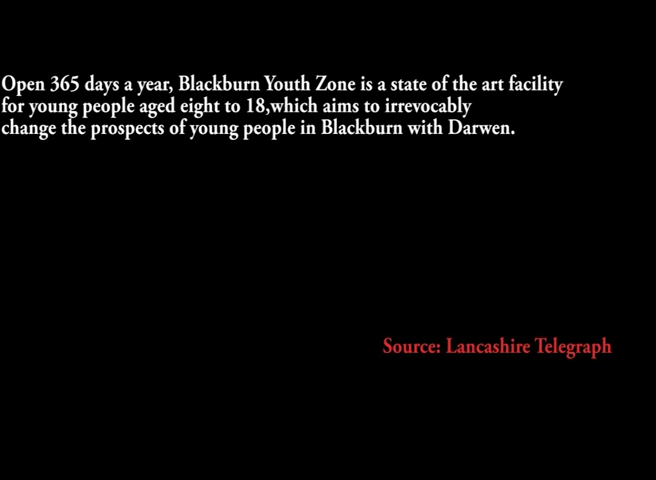 Open 365 days a year, Blackburn Youth Zone is a state of the art facility
for young people aged eight to 18,which aims to irrevocably
change the prospects of young people in Blackburn with Darwen.
Source: Lancashire Telegraph